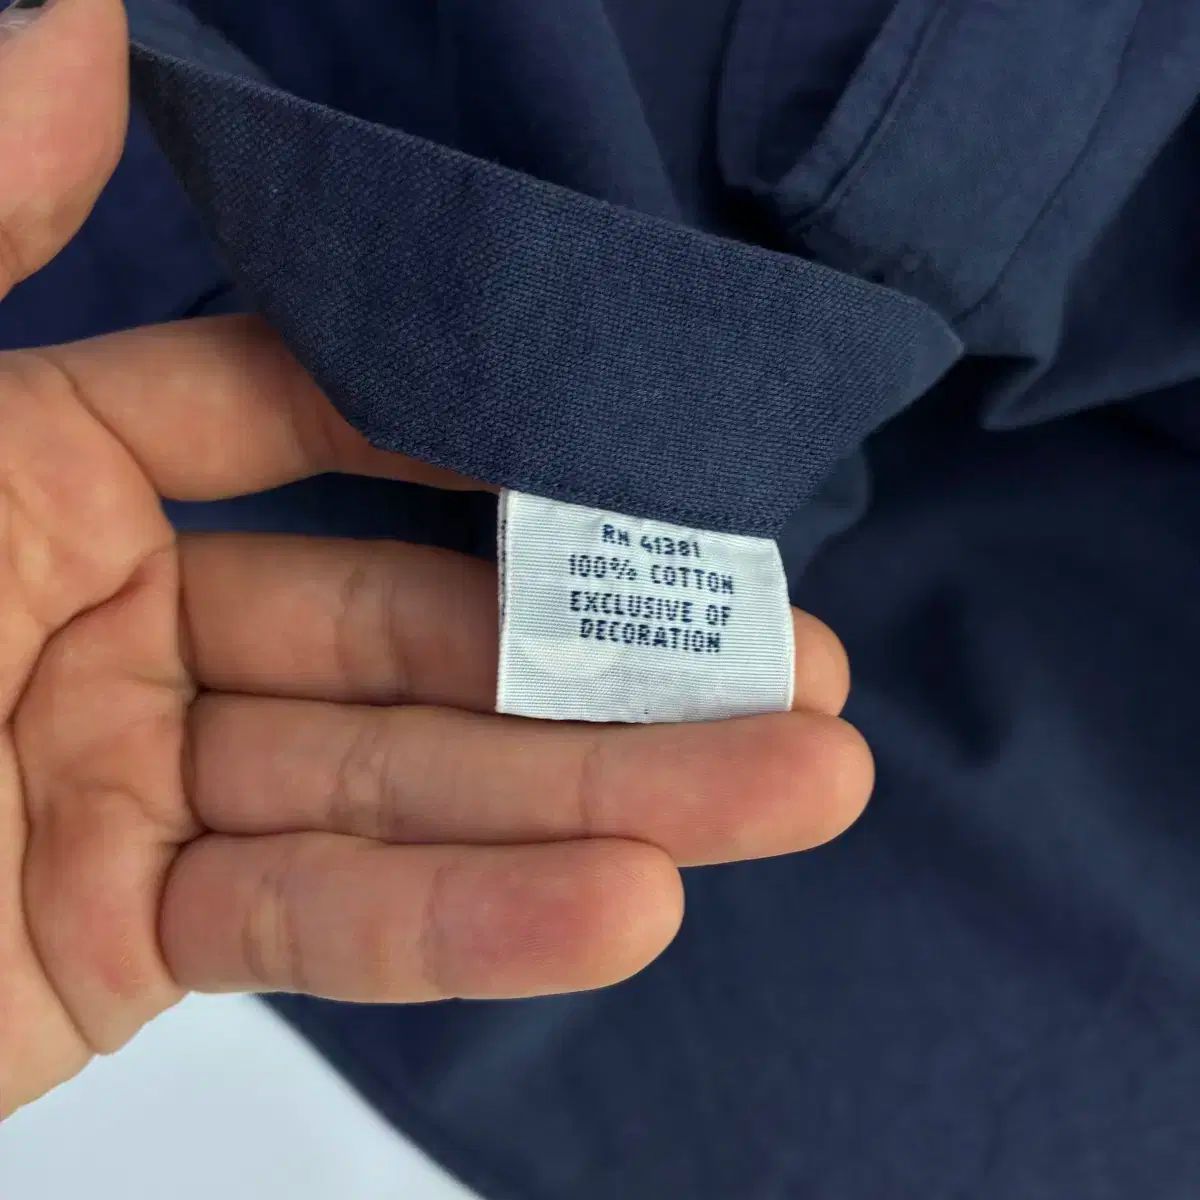 RN 41381
100% COTTON
EXCLUSIVE OF
DECORATION